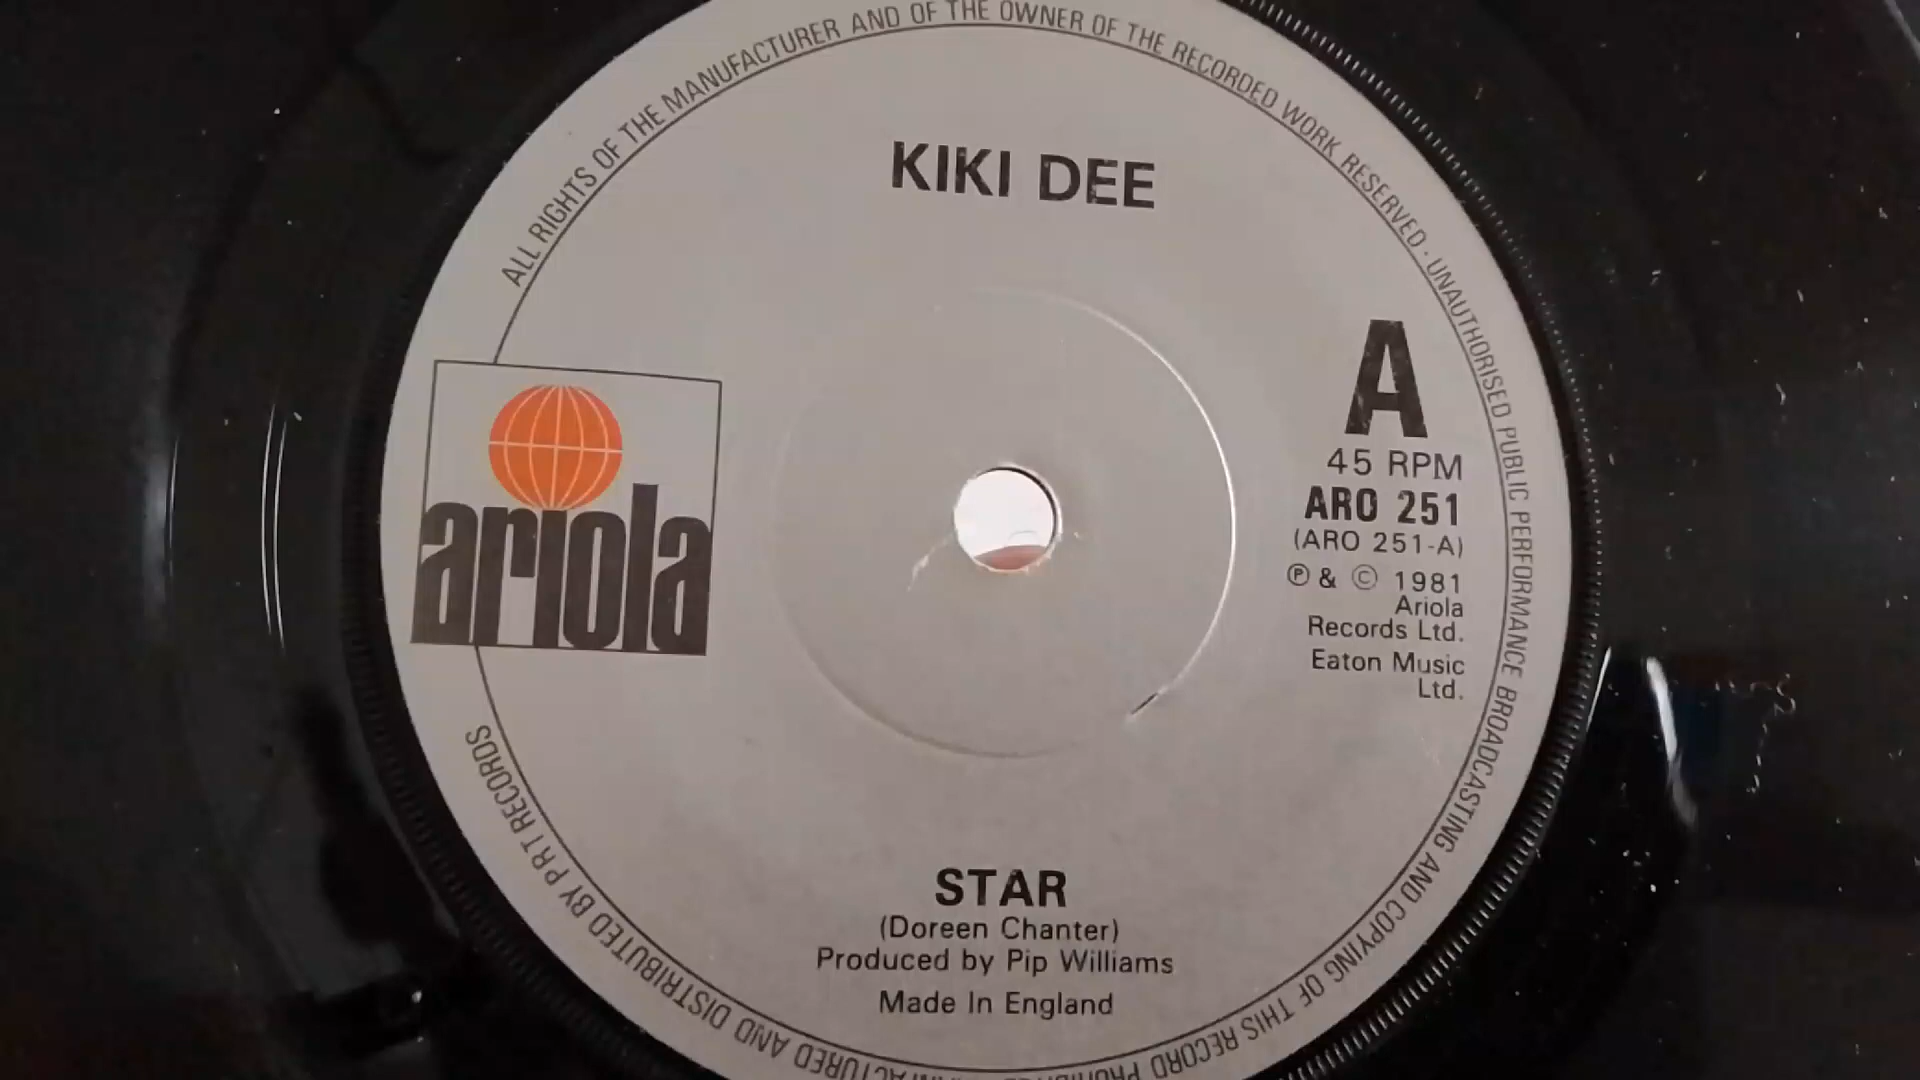 ALL RIGHTS OF THE MANUFACTURER AND OF THE OWNER OF THE RECORDED WORK RESERVED · UNAUTHORISED PUBLIC PERFORMANCE BROADCASTING AND COPYING OF THIS RECORD
AND DISTRIBUTED BY PRT RECORDS
KIKI DEE
ariola
A
45 RPM
ARO 251
(ARO 251-A)
℗ & © 1981
Ariola
Records Ltd.
Eaton Music
Ltd.
STAR
(Doreen Chanter)
Produced by Pip Williams
Made In England